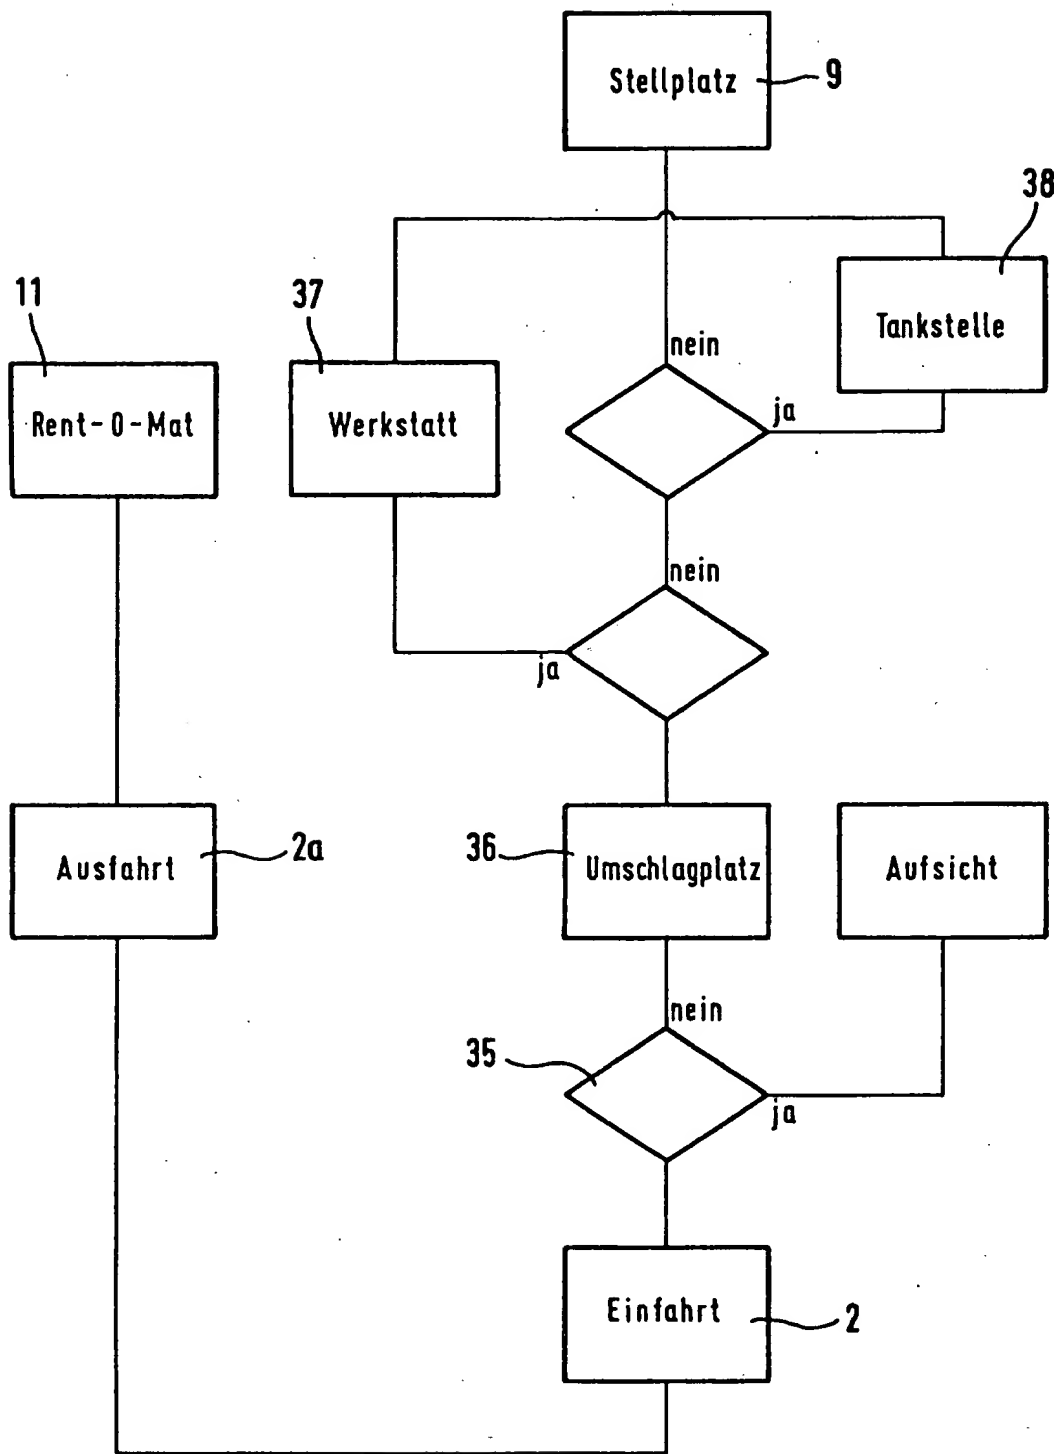 Stellplatz
9
38
Tankstelle
11
37
nein
Rent-O-Mat
Werkstatt
ja
nein
ja
Ausfahrt
2a
36
Umschlagplatz
Aufsicht
nein
35
ja
Einfahrt
2